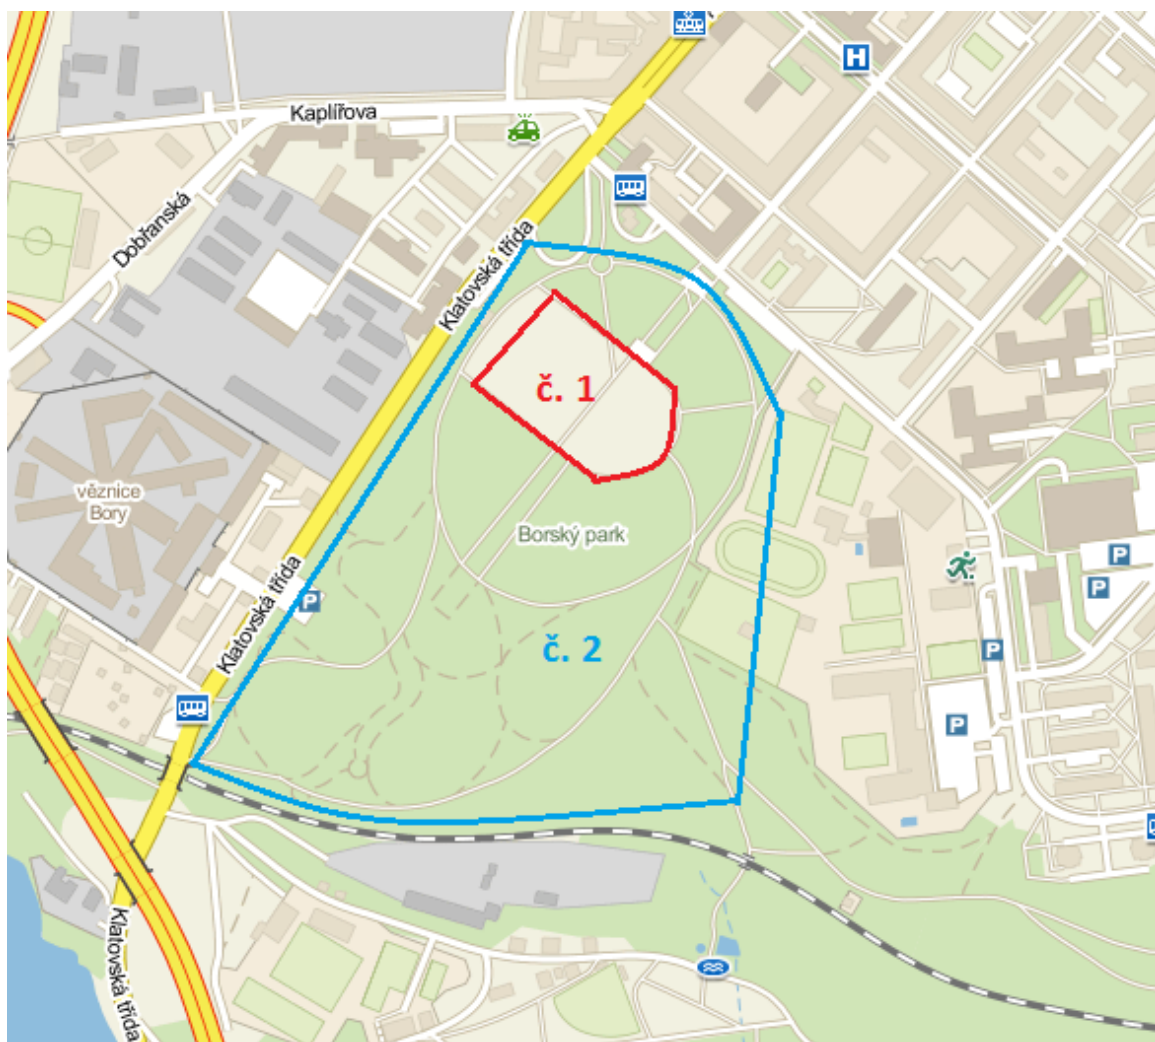 H
Kaplířova
Dobřanská
Klatovská třída
č. 1
věznice
Bory
Borský park
P
P
P
Klatovská třída
č. 2
P
P
Klatovská třída